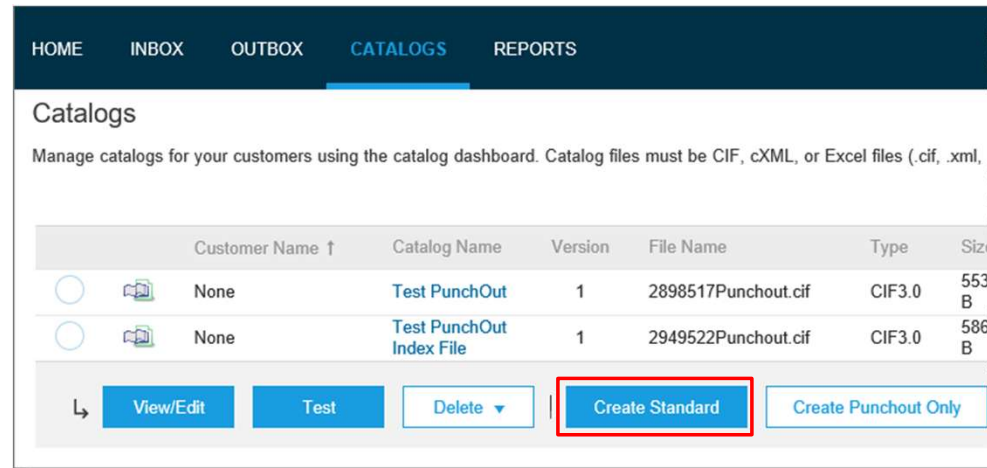 HOME INBOX OUTBOX CATALOGS REPORTS
Catalogs
Manage catalogs for your customers using the catalog dashboard. Catalog files must be CIF, cXML, or Excel files (.cif, .xml,
Customer Name ↑ Catalog Name Version File Name Type Size
None Test PunchOut 1 2898517Punchout.cif CIF3.0 553 B
None Test PunchOut Index File 1 2949522Punchout.cif CIF3.0 586 B
View/Edit Test Delete ▼ Create Standard Create Punchout Only